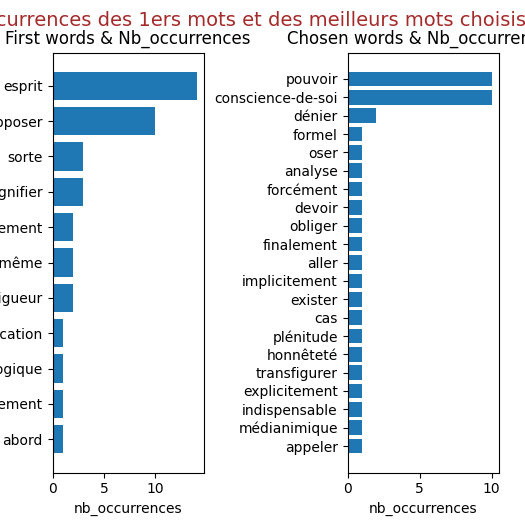 currences des 1ers mots et des meilleurs mots choisis
First words & Nb_occurrences
Chosen words & Nb_occurren
esprit
poser
sorte
gnifier
ement
même
igueur
cation
ogique
ement
abord
0 5 10
nb_occurrences
pouvoir
conscience-de-soi
dénier
formel
oser
analyse
forcément
devoir
obliger
finalement
aller
implicitement
exister
cas
plénitude
honnêteté
transfigurer
explicitement
indispensable
médianimique
appeler
0 5 10
nb_occurrences